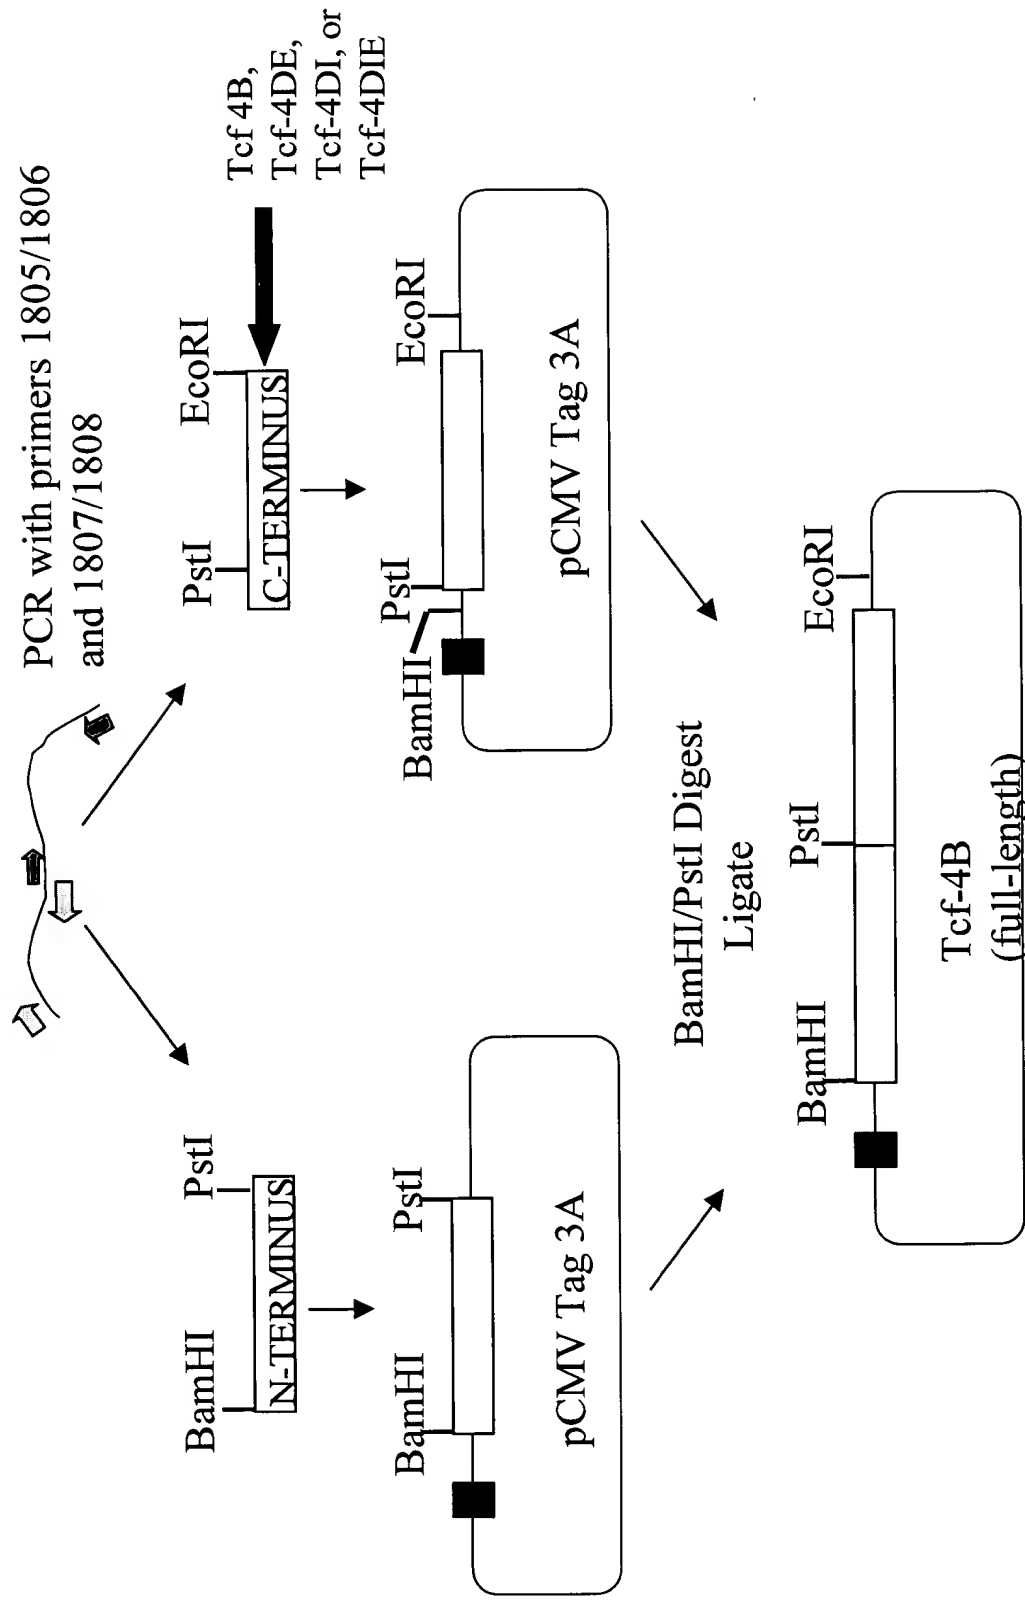 PCR with primers 1805/1806
and 1807/1808
BamHI
PstI
N-TERMINUS
PstI
EcoRI
C-TERMINUS
Tcf 4B,
Tcf-4DE,
Tcf-4DI, or
Tcf-4DIE
BamHI
PstI
pCMV Tag 3A
BamHI
PstI
EcoRI
pCMV Tag 3A
BamHI/PstI Digest
Ligate
BamHI
PstI
EcoRI
Tcf-4B
(full-length)